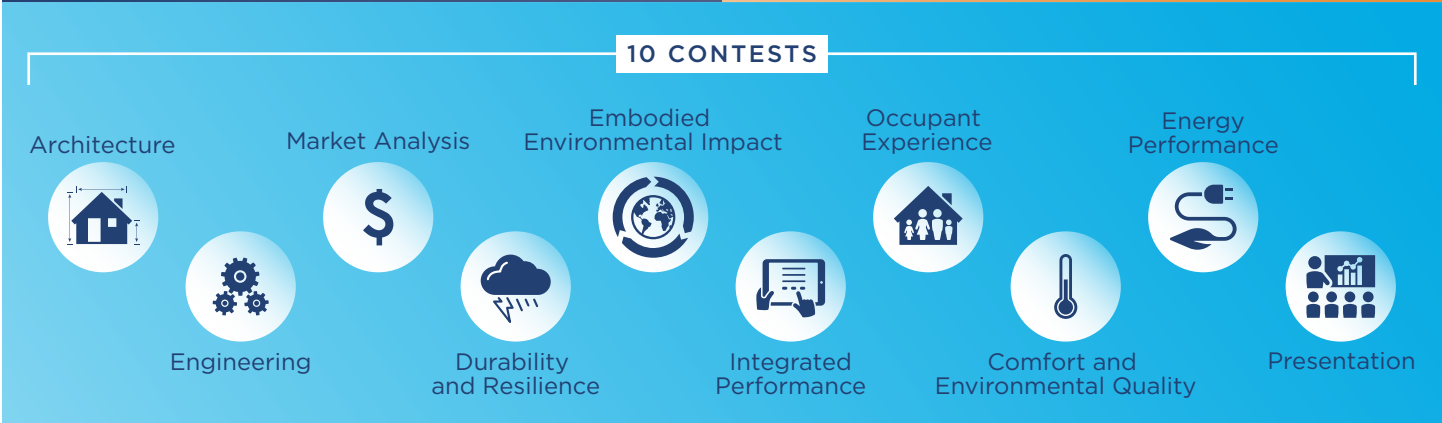 10 CONTESTS
Architecture
Engineering
Market Analysis
Durability
and Resilience
Embodied
Environmental Impact
Integrated
Performance
Occupant
Experience
Comfort and
Environmental Quality
Energy
Performance
Presentation
$